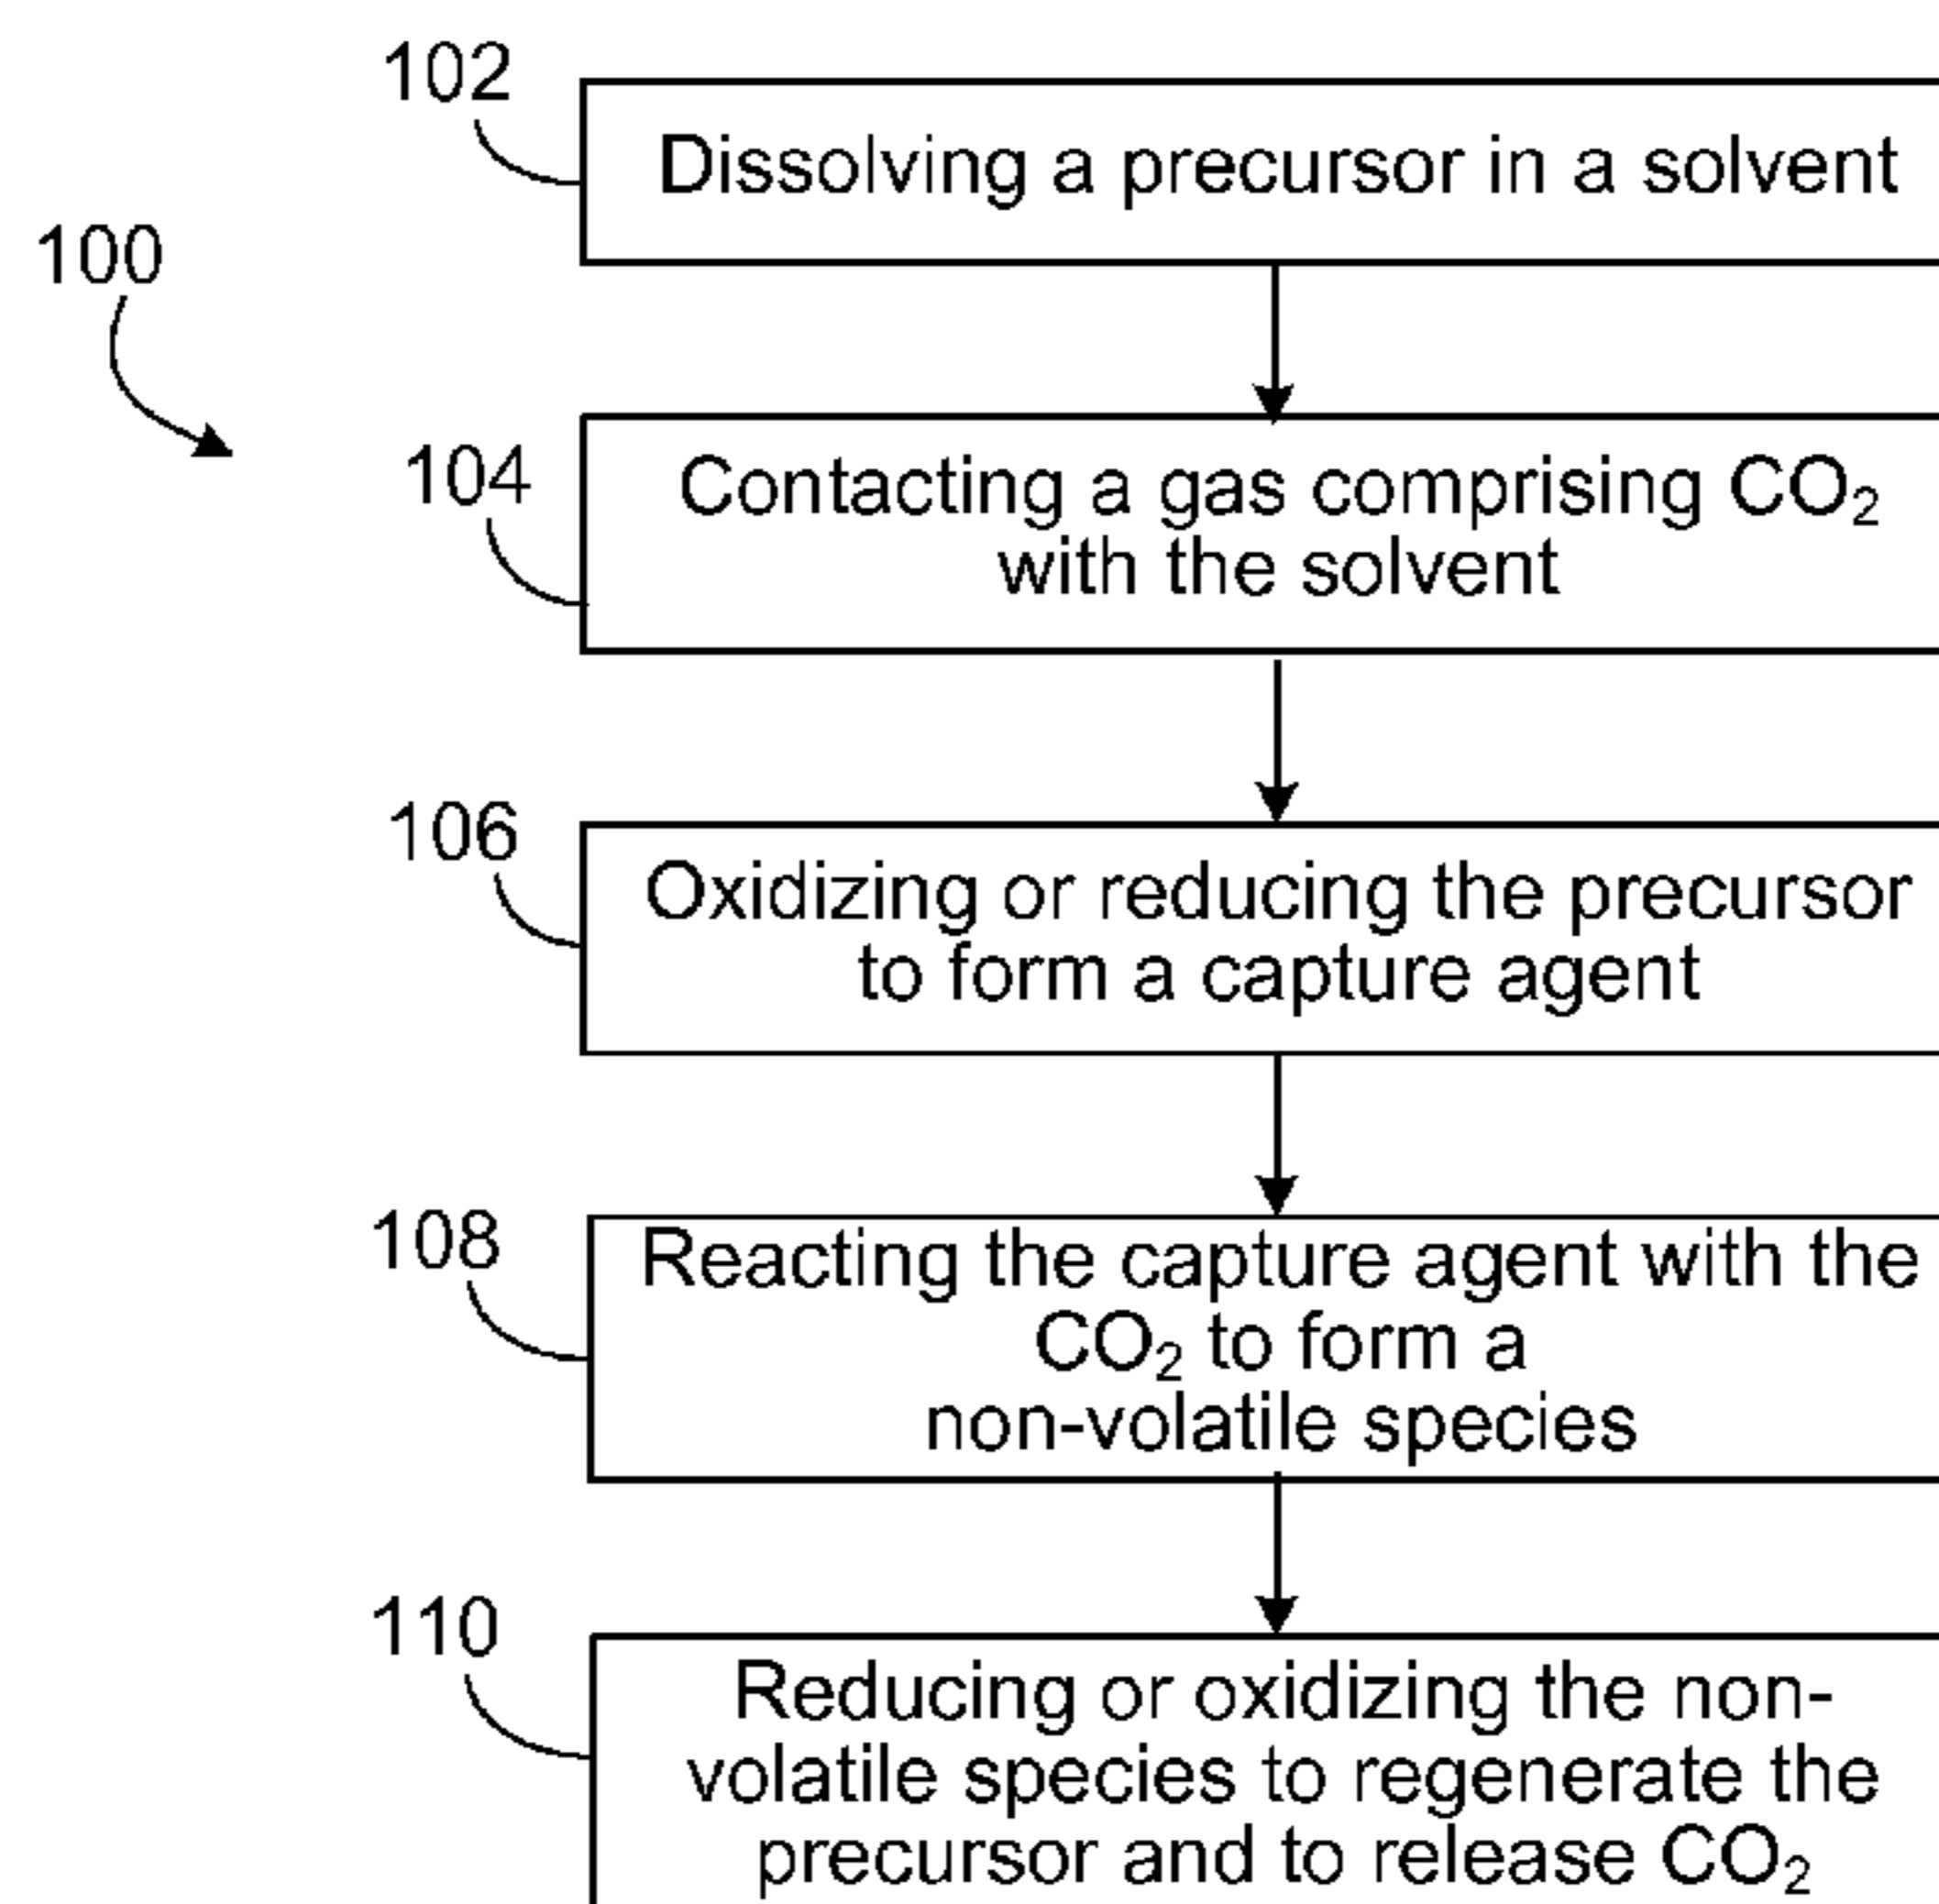 102
Dissolving a precursor in a solvent
100
104
Contacting a gas comprising CO₂
with the solvent
106
Oxidizing or reducing the precursor
to form a capture agent
108
Reacting the capture agent with the
CO₂ to form a
non-volatile species
110
Reducing or oxidizing the non-
volatile species to regenerate the
precursor and to release CO₂